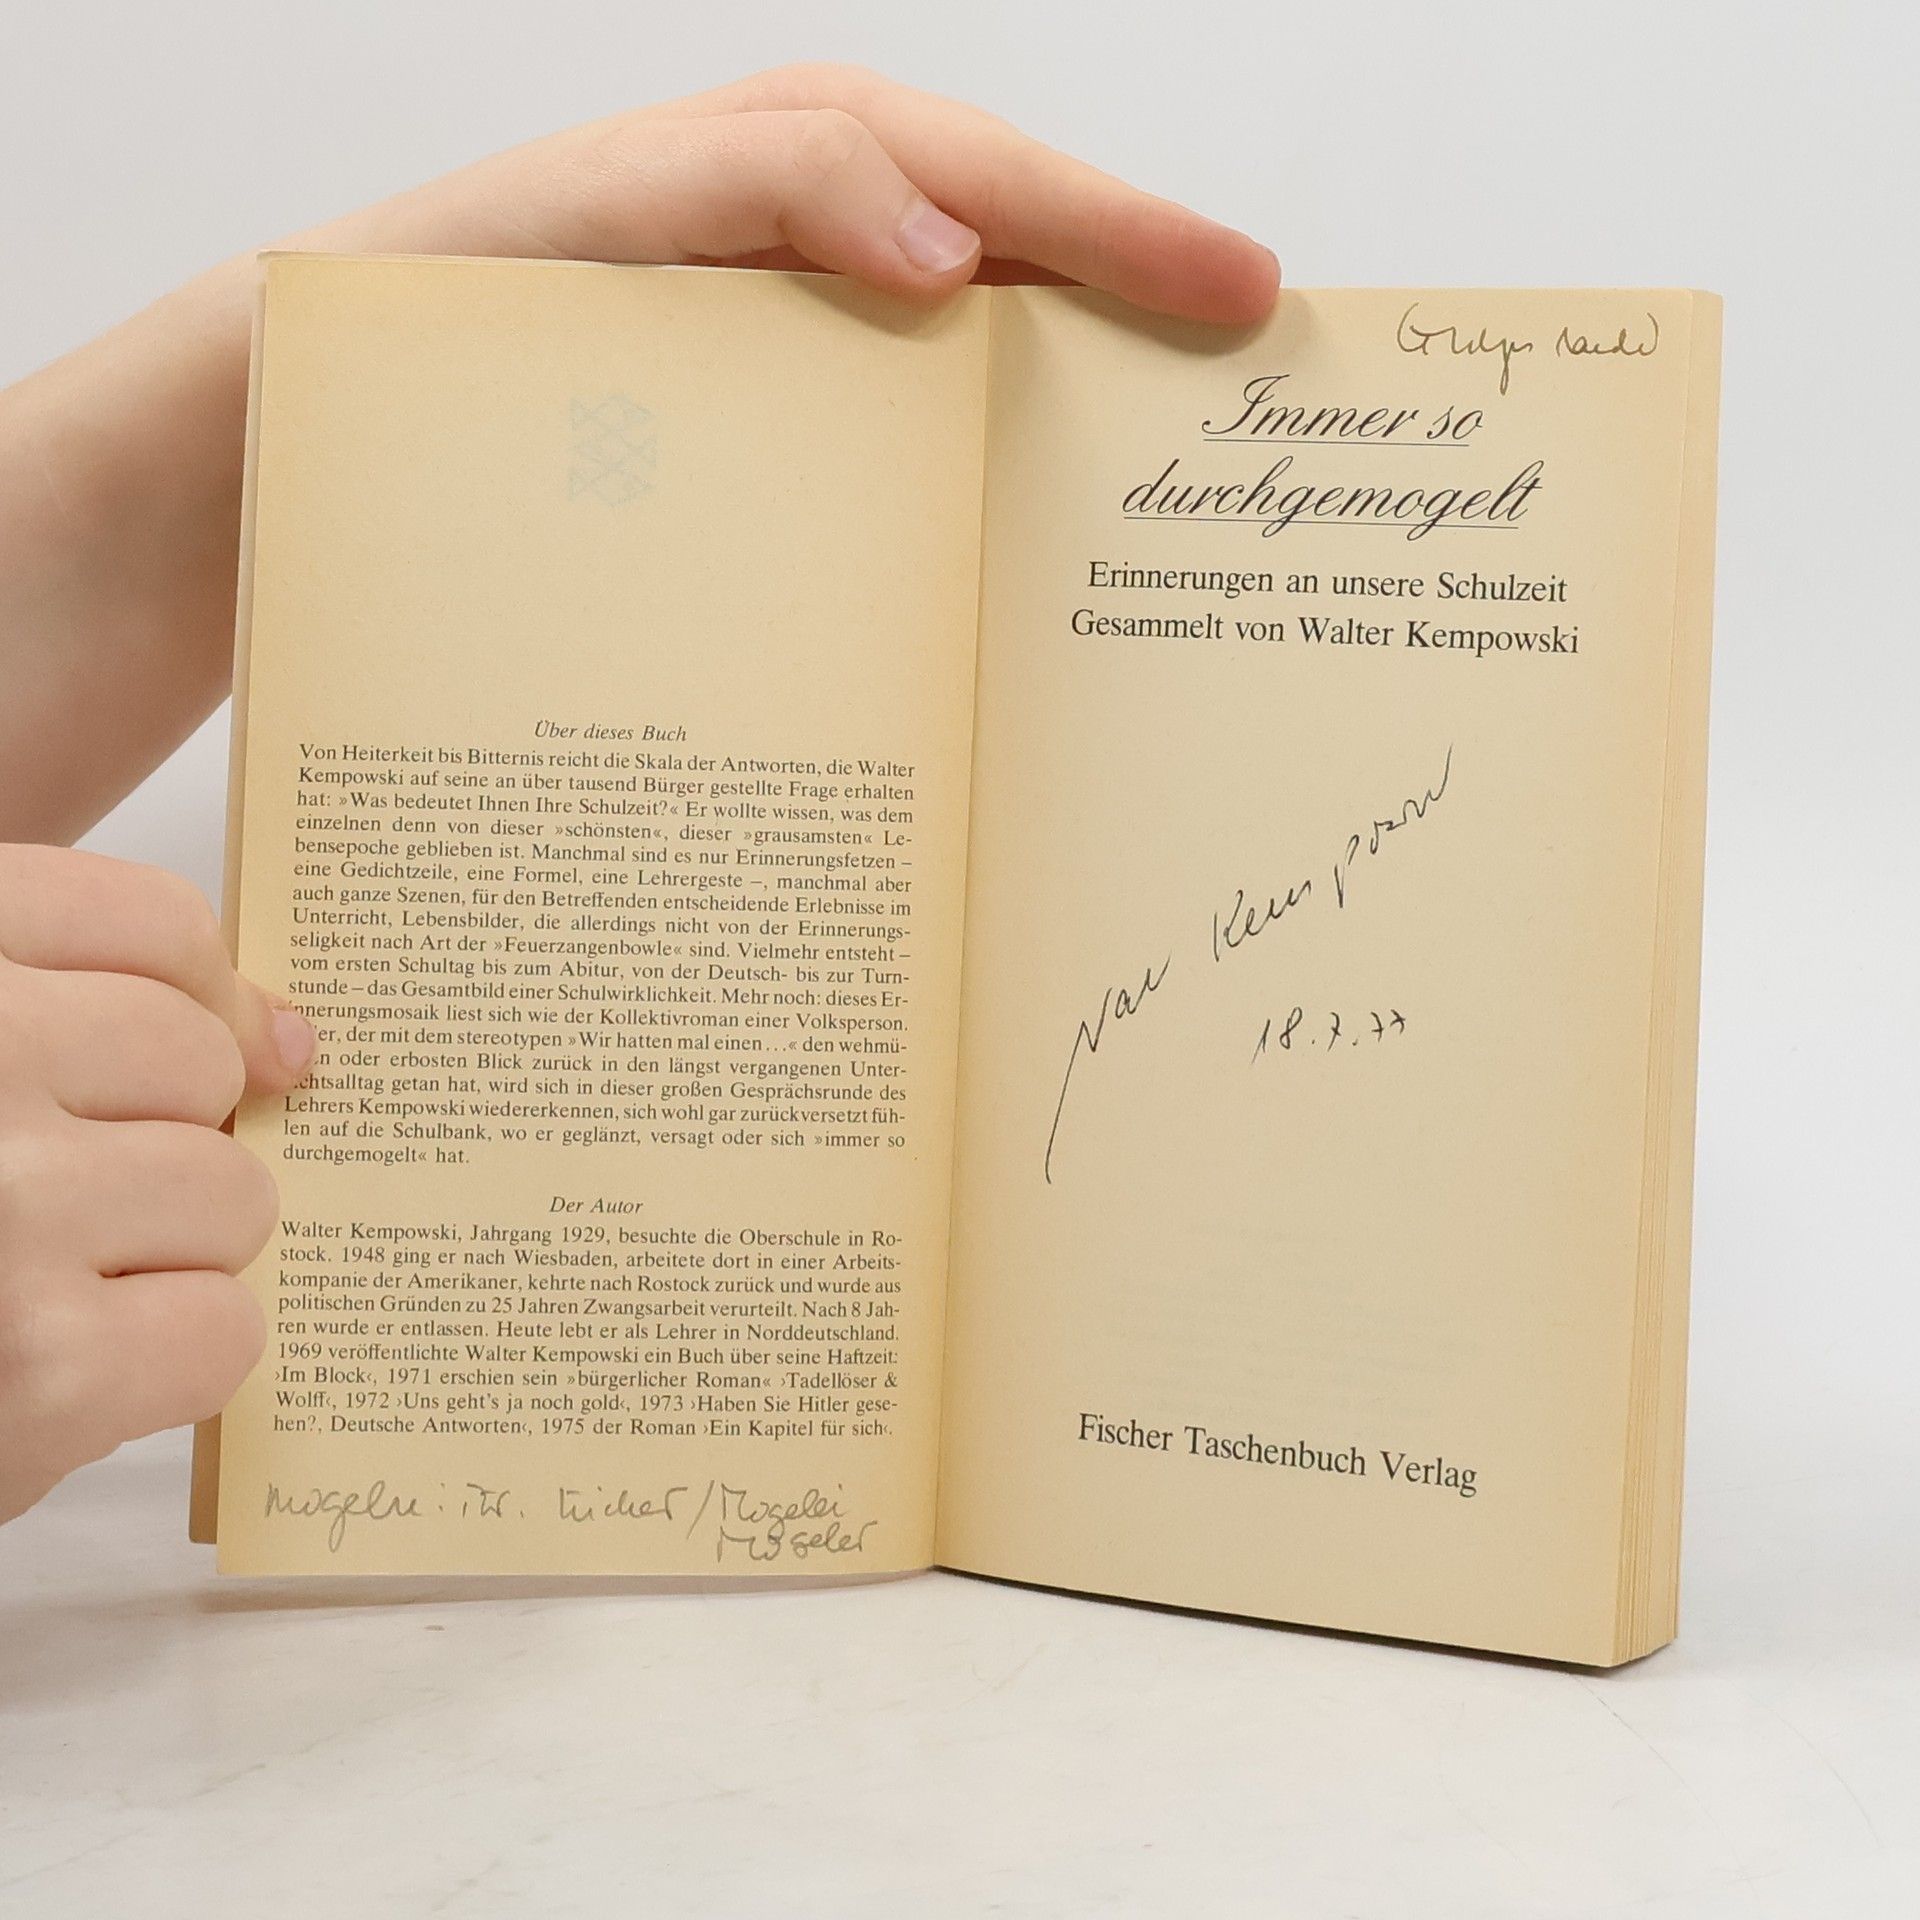 Über dieses Buch
Von Heiterkeit bis Bitternis reicht die Skala der Antworten, die Walter
Kempowski auf seine an über tausend Bürger gestellte Frage erhalten
hat: »Was bedeutet Ihnen Ihre Schulzeit?« Er wollte wissen, was dem
einzelnen denn von dieser »schönsten«, dieser »grausamsten« Le-
bensepoche geblieben ist. Manchmal sind es nur Erinnerungsfetzen –
eine Gedichtzeile, eine Formel, eine Lehrergeste –, manchmal aber
auch ganze Szenen, für den Betreffenden entscheidende Erlebnisse im
Unterricht, Lebensbilder, die allerdings nicht von der Erinnerungs-
seligkeit nach Art der »Feuerzangenbowle« sind. Vielmehr entsteht –
vom ersten Schultag bis zum Abitur, von der Deutsch- bis zur Turn-
stunde – das Gesamtbild einer Schulwirklichkeit. Mehr noch: dieses Er-
innerungsmosaik liest sich wie der Kollektivroman einer Volksperson.
der mit dem stereotypen »Wir hatten mal einen...« den wehmü-
oder erbosten Blick zurück in den längst vergangenen Unter-
richtsalltag getan hat, wird sich in dieser großen Gesprächsrunde des
Lehrers Kempowski wiedererkennen, sich wohl gar zurückversetzt füh-
len auf die Schulbank, wo er geglänzt, versagt oder sich »immer so
durchgemogelt« hat.
Der Autor
Walter Kempowski, Jahrgang 1929, besuchte die Oberschule in Ro-
stock. 1948 ging er nach Wiesbaden, arbeitete dort in einer Arbeits-
kompanie der Amerikaner, kehrte nach Rostock zurück und wurde aus
politischen Gründen zu 25 Jahren Zwangsarbeit verurteilt. Nach 8 Jah-
ren wurde er entlassen. Heute lebt er als Lehrer in Norddeutschland.
1969 veröffentlichte Walter Kempowski ein Buch über seine Haftzeit:
›Im Block‹, 1971 erschien sein »bürgerlicher Roman« ›Tadellöser &
Wolff‹, 1972 ›Uns geht's ja noch gold‹, 1973 ›Haben Sie Hitler gese-
hen?, Deutsche Antworten‹, 1975 der Roman ›Ein Kapitel für sich‹.
mogeln: / Mogelei
Mogeler
Immer so
durchgemogelt
Erinnerungen an unsere Schulzeit
Gesammelt von Walter Kempowski
Kempowski
18.7.77
Fischer Taschenbuch Verlag